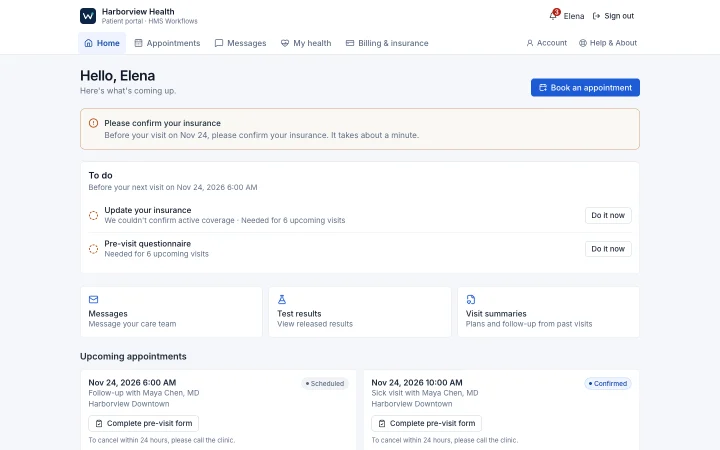 Harborview Health
Patient portal · HMS Workflows
3
Elena
Sign out
Home
Appointments
Messages
My health
Billing & insurance
Account
Help & About
Hello, Elena
Here's what's coming up.
Book an appointment
Please confirm your insurance
Before your visit on Nov 24, please confirm your insurance. It takes about a minute.
To do
Before your next visit on Nov 24, 2026 6:00 AM
Update your insurance
We couldn't confirm active coverage · Needed for 6 upcoming visits
Do it now
Pre-visit questionnaire
Needed for 6 upcoming visits
Do it now
Messages
Message your care team
Test results
View released results
Visit summaries
Plans and follow-up from past visits
Upcoming appointments
Nov 24, 2026 6:00 AM
Scheduled
Follow-up with Maya Chen, MD
Harborview Downtown
Complete pre-visit form
To cancel within 24 hours, please call the clinic.
Nov 24, 2026 10:00 AM
Confirmed
Sick visit with Maya Chen, MD
Harborview Downtown
Complete pre-visit form
To cancel within 24 hours, please call the clinic.